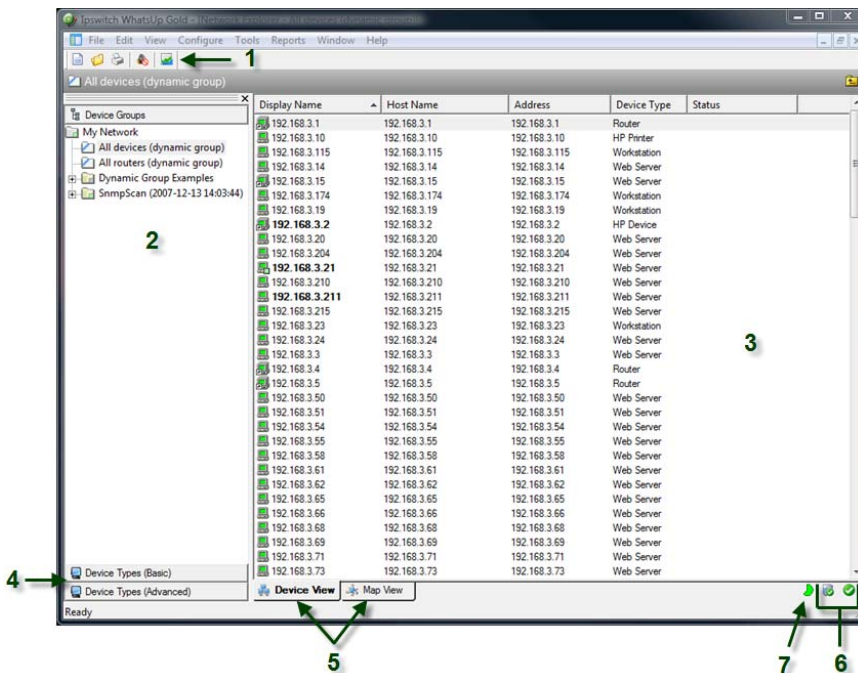 Ipswitch WhatsUp Gold - [Network Explorer - All devices (dynamic group)]
File Edit View Configure Tools Reports Window Help
1
All devices (dynamic group)
Device Groups
My Network
All devices (dynamic group)
All routers (dynamic group)
Dynamic Group Examples
SnmpScan (2007-12-13 14:03:44)
2
Display Name Host Name Address Device Type Status
192.168.3.1 192.168.3.1 192.168.3.1 Router
192.168.3.10 192.168.3.10 192.168.3.10 HP Printer
192.168.3.115 192.168.3.115 192.168.3.115 Workstation
192.168.3.14 192.168.3.14 192.168.3.14 Web Server
192.168.3.15 192.168.3.15 192.168.3.15 Web Server
192.168.3.174 192.168.3.174 192.168.3.174 Workstation
192.168.3.19 192.168.3.19 192.168.3.19 Workstation
192.168.3.2 192.168.3.2 192.168.3.2 HP Device
192.168.3.20 192.168.3.20 192.168.3.20 Web Server
192.168.3.204 192.168.3.204 192.168.3.204 Web Server
192.168.3.21 192.168.3.21 192.168.3.21 Web Server
192.168.3.210 192.168.3.210 192.168.3.210 Web Server
192.168.3.211 192.168.3.211 192.168.3.211 Web Server
192.168.3.215 192.168.3.215 192.168.3.215 Web Server
192.168.3.23 192.168.3.23 192.168.3.23 Workstation
192.168.3.24 192.168.3.24 192.168.3.24 Web Server
192.168.3.3 192.168.3.3 192.168.3.3 Web Server
192.168.3.4 192.168.3.4 192.168.3.4 Router
192.168.3.5 192.168.3.5 192.168.3.5 Router
192.168.3.50 192.168.3.50 192.168.3.50 Web Server
192.168.3.51 192.168.3.51 192.168.3.51 Web Server
192.168.3.54 192.168.3.54 192.168.3.54 Web Server
192.168.3.55 192.168.3.55 192.168.3.55 Web Server
192.168.3.58 192.168.3.58 192.168.3.58 Web Server
192.168.3.61 192.168.3.61 192.168.3.61 Web Server
192.168.3.62 192.168.3.62 192.168.3.62 Web Server
192.168.3.65 192.168.3.65 192.168.3.65 Web Server
192.168.3.66 192.168.3.66 192.168.3.66 Web Server
192.168.3.68 192.168.3.68 192.168.3.68 Web Server
192.168.3.69 192.168.3.69 192.168.3.69 Web Server
192.168.3.71 192.168.3.71 192.168.3.71 Web Server
192.168.3.73 192.168.3.73 192.168.3.73 Web Server
3
4
Device Types (Basic)
Device Types (Advanced)
Device View Map View
Ready
5
7
6